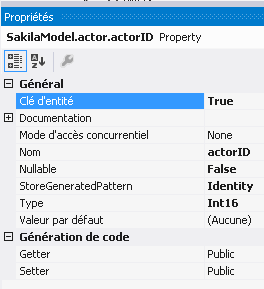 Propriétés
SakilaModel.actor.actorID Property
Général
Clé d'entité True
Documentation
Mode d'accès concurrentiel None
Nom actorID
Nullable False
StoreGeneratedPattern Identity
Type Int16
Valeur par défaut (Aucune)
Génération de code
Getter Public
Setter Public